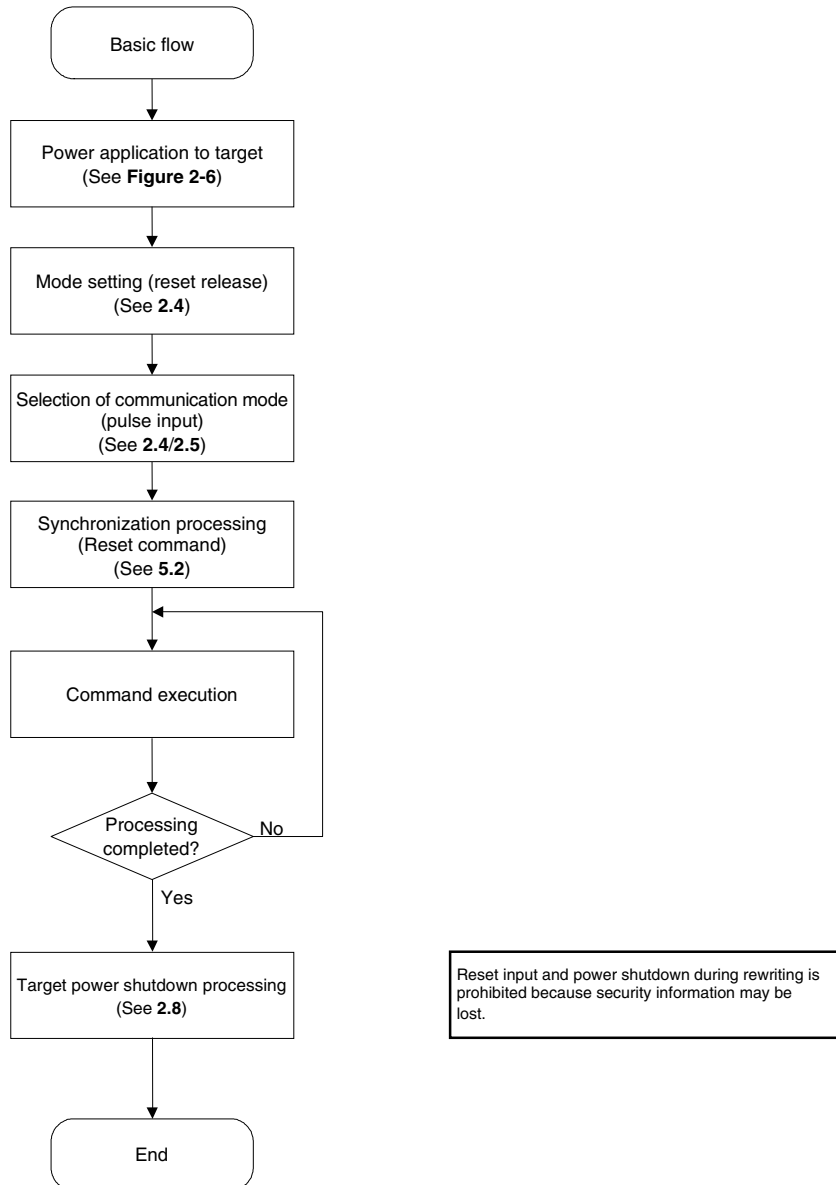 Basic flow
Power application to target
(See Figure 2-6)
Mode setting (reset release)
(See 2.4)
Selection of communication mode
(pulse input)
(See 2.4/2.5)
Synchronization processing
(Reset command)
(See 5.2)
Command execution
Processing
completed?
No
Yes
Target power shutdown processing
(See 2.8)
Reset input and power shutdown during rewriting is
prohibited because security information may be
lost.
End